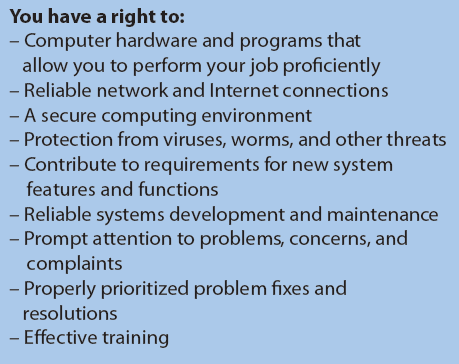 You have a right to:
– Computer hardware and programs that
allow you to perform your job proficiently
– Reliable network and Internet connections
– A secure computing environment
– Protection from viruses, worms, and other threats
– Contribute to requirements for new system
features and functions
– Reliable systems development and maintenance
– Prompt attention to problems, concerns, and
complaints
– Properly prioritized problem fixes and
resolutions
– Effective training